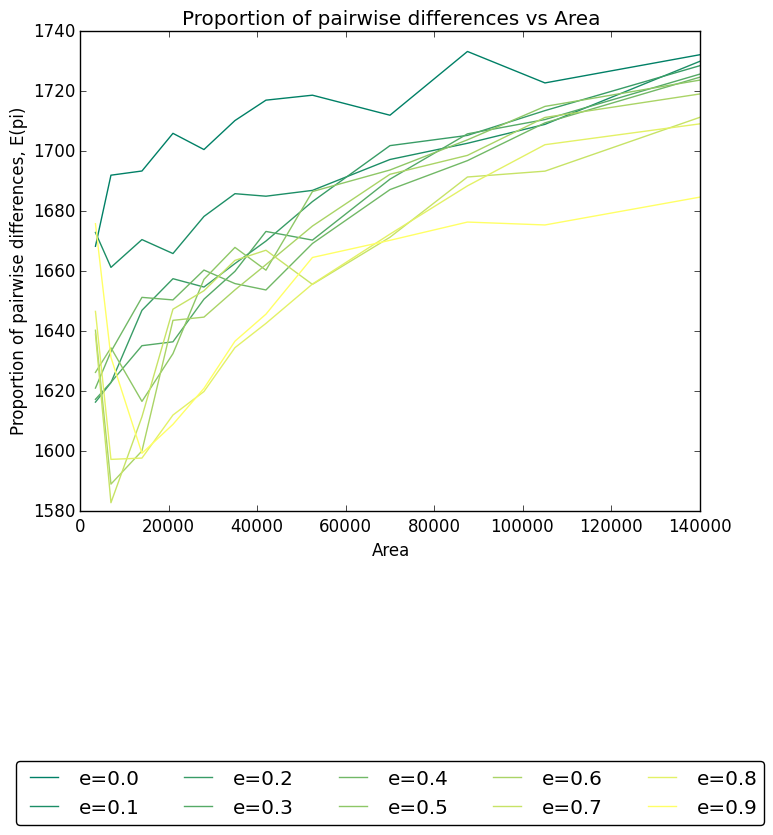 Proportion of pairwise differences vs Area
Proportion of pairwise differences, E(pi)
1740
1720
1700
1680
1660
1640
1620
1600
1580
0 20000 40000 60000 80000 100000 120000 140000
Area
e=0.0 e=0.2 e=0.4 e=0.6 e=0.8
e=0.1 e=0.3 e=0.5 e=0.7 e=0.9